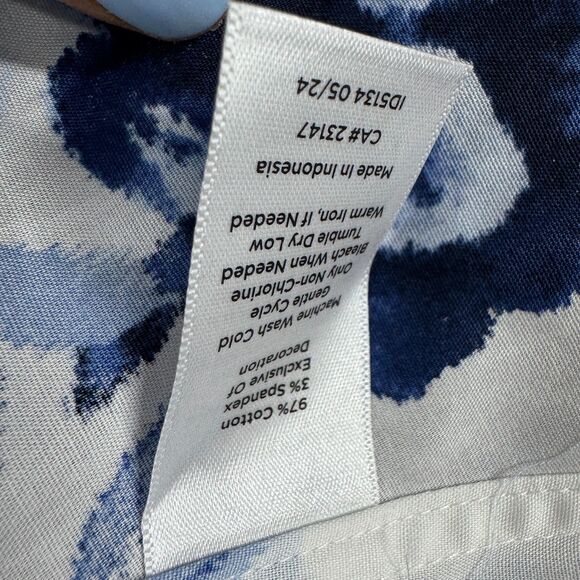 97% Cotton
3% Spandex
Exclusive Of
Decoration
Machine Wash Cold
Gentle Cycle
Only Non-Chlorine
Bleach When Needed
Tumble Dry Low
Warm Iron, If Needed
Made In Indonesia
CA# 23147
ID5134 05/24